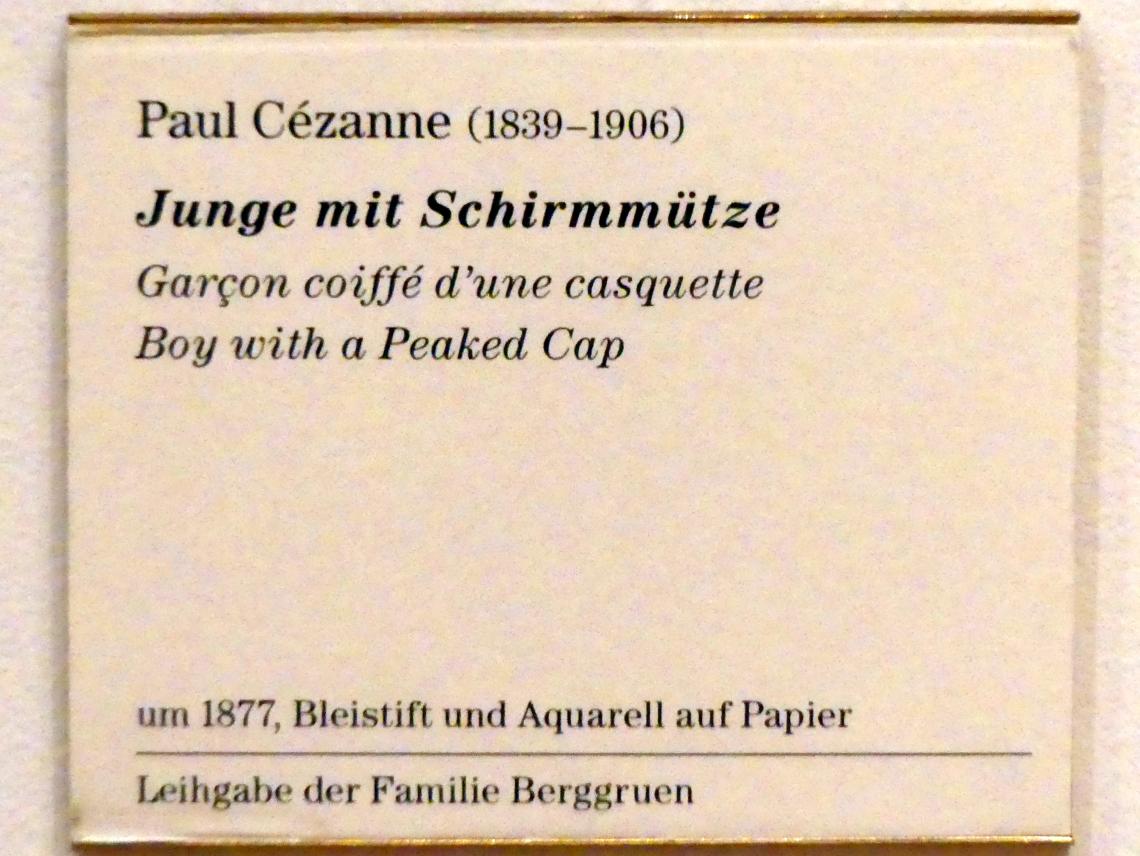 Paul Cézanne (1839–1906)
Junge mit Schirmmütze
Garçon coiffé d’une casquette
Boy with a Peaked Cap
um 1877, Bleistift und Aquarell auf Papier
Leihgabe der Familie Berggruen